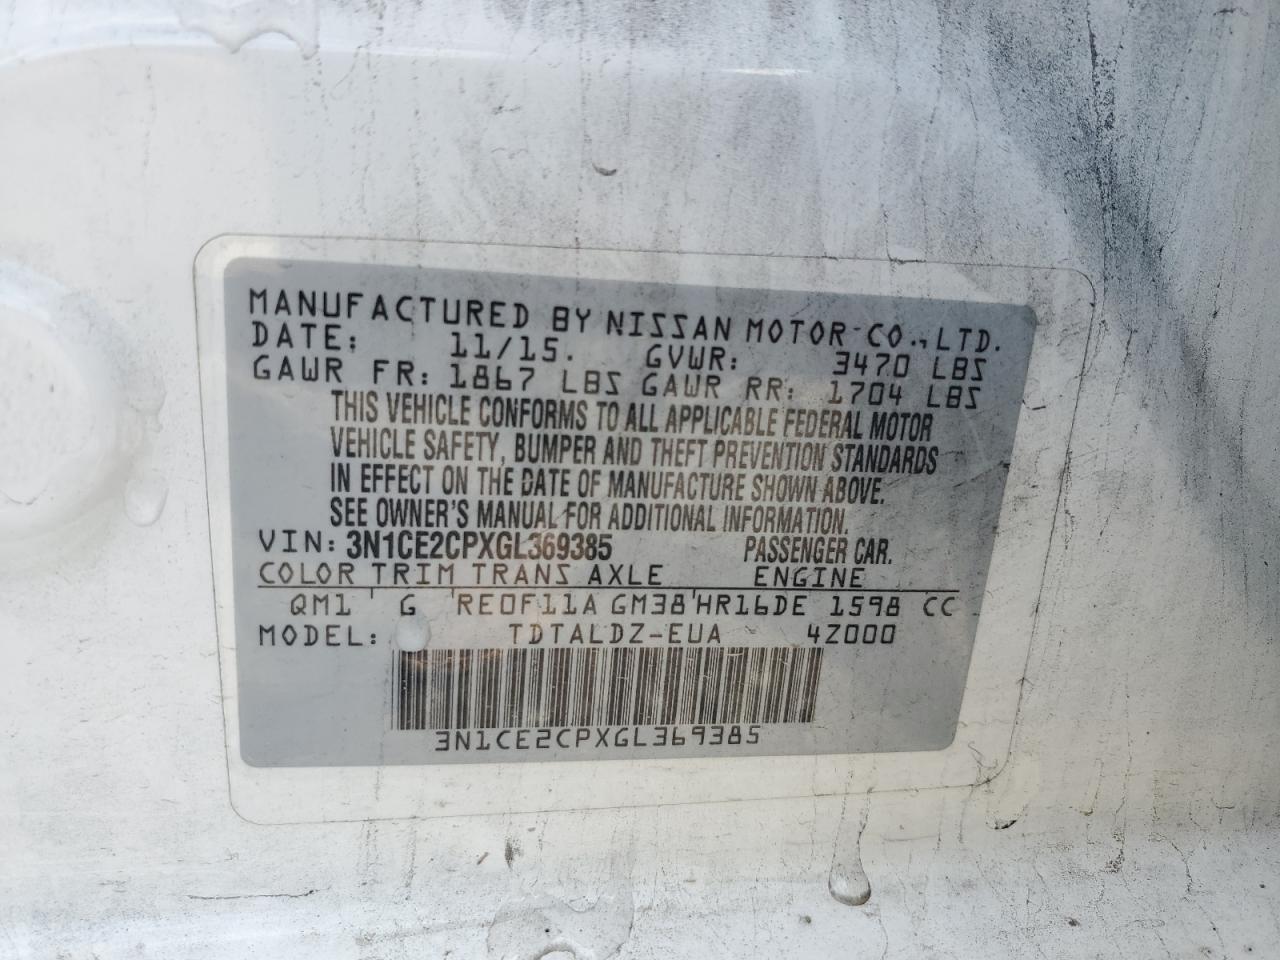 MANUFACTURED BY NISSAN MOTOR CO., LTD.
DATE: 11/15. GVWR: 3470 LBS
GAWR FR: 1867 LBS GAWR RR: 1704 LBS
THIS VEHICLE CONFORMS TO ALL APPLICABLE FEDERAL MOTOR
VEHICLE SAFETY, BUMPER AND THEFT PREVENTION STANDARDS
IN EFFECT ON THE DATE OF MANUFACTURE SHOWN ABOVE.
SEE OWNER'S MANUAL FOR ADDITIONAL INFORMATION.
VIN: 3N1CE2CPXGL369385 PASSENGER CAR.
COLOR TRIM TRANS AXLE ENGINE
QM1 G RE0F11A GM38 HR16DE 1598 CC
MODEL: TDTALDZ-EUA 4Z000
3N1CE2CPXGL369385